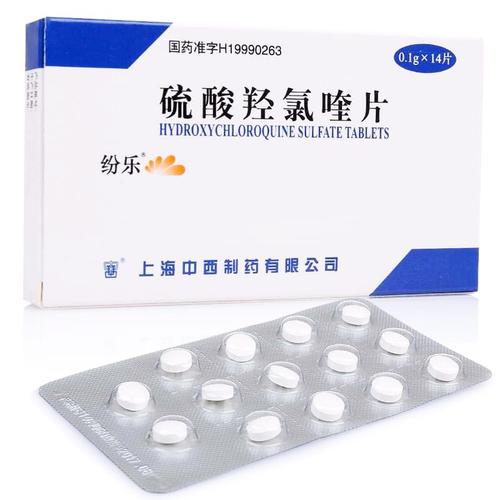 国药准字H19990263
0.1g×14片
硫酸羟氯喹片
HYDROXYCHLOROQUINE SULFATE TABLETS
纷乐®
上海中西制药有限公司